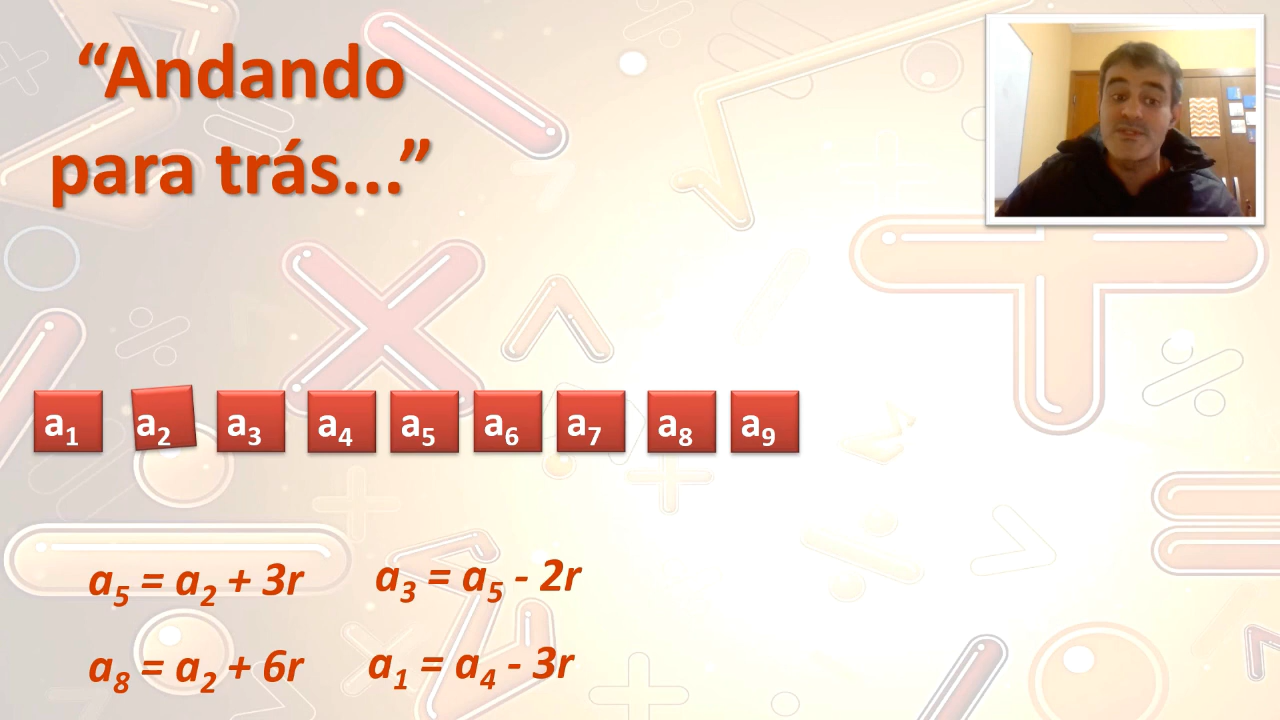 “Andando
para trás...”
a₁ a₂ a₃ a₄ a₅ a₆ a₇ a₈ a₉
a₅ = a₂ + 3r a₃ = a₅ - 2r
a₈ = a₂ + 6r a₁ = a₄ - 3r